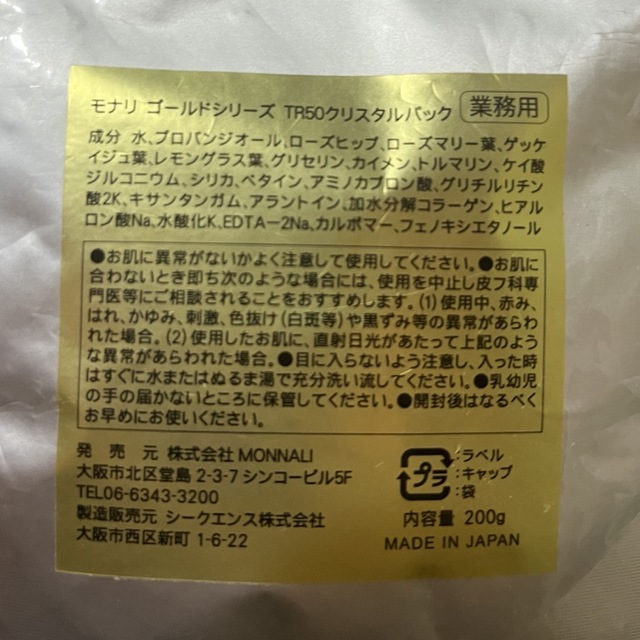 モナリ ゴールドシリーズ TR50クリスタルパック 業務用
成分 水、プロパンジオール、ローズヒップ、ローズマリー葉、ゲッケ
イジュ葉、レモングラス葉、グリセリン、カイメン、トルマリン、ケイ酸
ジルコニウム、シリカ、ベタイン、アミノカプロン酸、グリチルリチン
酸2K、キサンタンガム、アラントイン、加水分解コラーゲン、ヒアル
ロン酸Na、水酸化K、EDTA－2Na、カルボマー、フェノキシエタノール
●お肌に異常がないかよく注意して使用してください。●お肌に
合わないとき即ち次のような場合には、使用を中止し皮フ科専
門医等にご相談されることをおすすめします。(1)使用中、赤み、
はれ、かゆみ、刺激、色抜け(白斑等)や黒ずみ等の異常があらわ
れた場合。(2)使用したお肌に、直射日光があたって上記のよう
な異常があらわれた場合。●目に入らないよう注意し、入った時
はすぐに水またはぬるま湯で充分洗い流してください。●乳幼児
の手の届かないところに保管してください。●開封後はなるべく
お早めにお使いください。
発売元 株式会社MONNALI
大阪市北区堂島 2-3-7 シンコービル5F
TEL06-6343-3200
製造販売元 シークエンス株式会社
大阪市西区新町 1-6-22
プラ
:ラベル
:キャップ
:袋
内容量 200g
MADE IN JAPAN